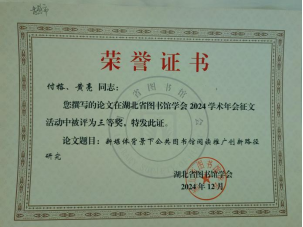 荣誉证书
付榕、黄亮 同志:
您撰写的论文在湖北省图书馆学会2024学术年会征文
活动中被评为三等奖,特发此证。
论文题目:新媒体背景下公共图书馆阅读推广创新路径
研究
湖北省图书馆学会
2024年12月